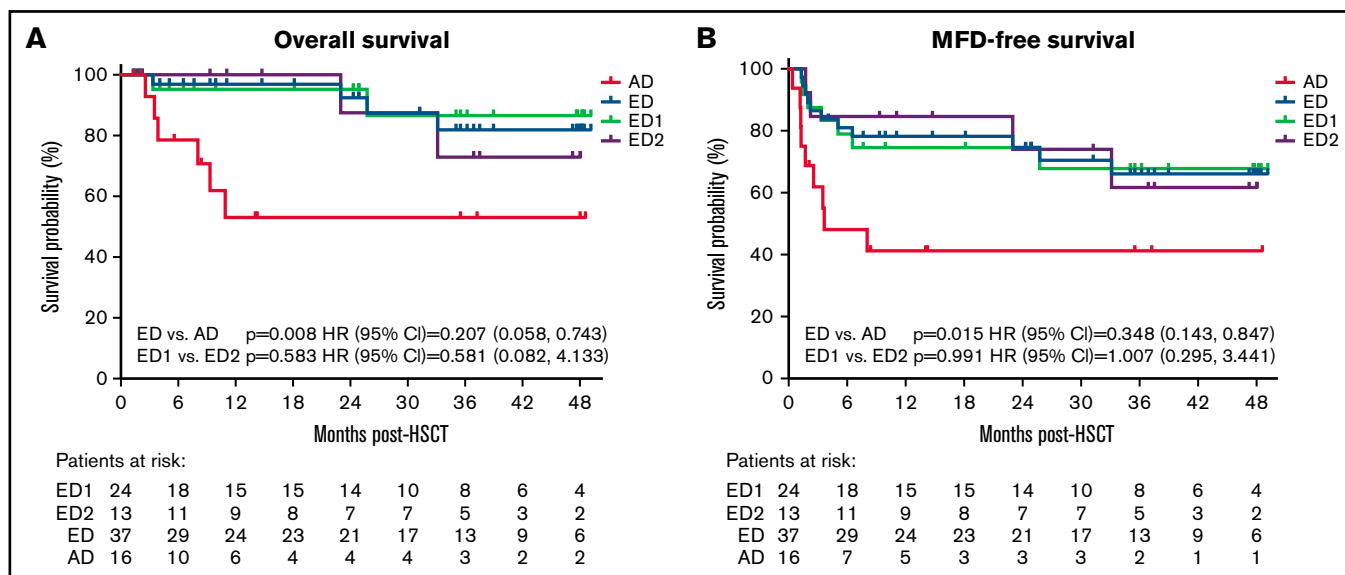 A
Overall survival
Survival probability (%)
100
80
60
40
20
0
AD
ED
ED1
ED2
ED vs. AD p=0.008 HR (95% CI)=0.207 (0.058, 0.743)
ED1 vs. ED2 p=0.583 HR (95% CI)=0.581 (0.082, 4.133)
0 6 12 18 24 30 36 42 48
Months post-HSCT
Patients at risk:
ED1 24 18 15 15 14 10 8 6 4
ED2 13 11 9 8 7 7 5 3 2
ED 37 29 24 23 21 17 13 9 6
AD 16 10 6 4 4 4 3 2 2
B
MFD-free survival
Survival probability (%)
100
80
60
40
20
0
AD
ED
ED1
ED2
ED vs. AD p=0.015 HR (95% CI)=0.348 (0.143, 0.847)
ED1 vs. ED2 p=0.991 HR (95% CI)=1.007 (0.295, 3.441)
0 6 12 18 24 30 36 42 48
Months post-HSCT
Patients at risk:
ED1 24 18 15 15 14 10 8 6 4
ED2 13 11 9 8 7 7 5 3 2
ED 37 29 24 23 21 17 13 9 6
AD 16 7 5 3 3 3 2 1 1